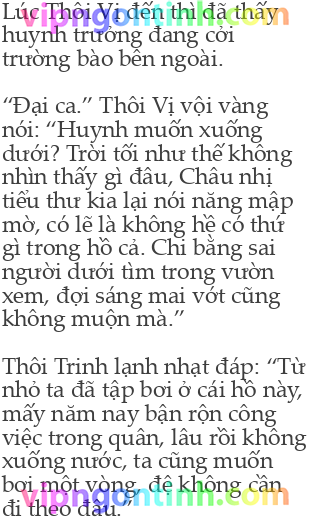 Lúc Thôi Vị đến thì đã thấy
huynh trưởng đang cởi
trường bào bên ngoài.
“Đại ca.” Thôi Vị vội vàng
nói: “Huynh muốn xuống
dưới? Trời tối như thế không
nhìn thấy gì đâu, Châu nhị
tiểu thư kia lại nói năng mập
mờ, có lẽ là không hề có thứ
gì trong hồ cả. Chi bằng sai
người dưới tìm trong vườn
xem, đợi sáng mai vớt cũng
không muộn mà.”
Thôi Trinh lạnh nhạt đáp: “Từ
nhỏ ta đã tập bơi ở cái hồ này,
mấy năm nay bận rộn công
việc trong quân, lâu rồi không
xuống nước, ta cũng muốn
bơi một vòng, đệ không cần
đi theo đâu.”
vipngontinh.com
vipngontinh.com